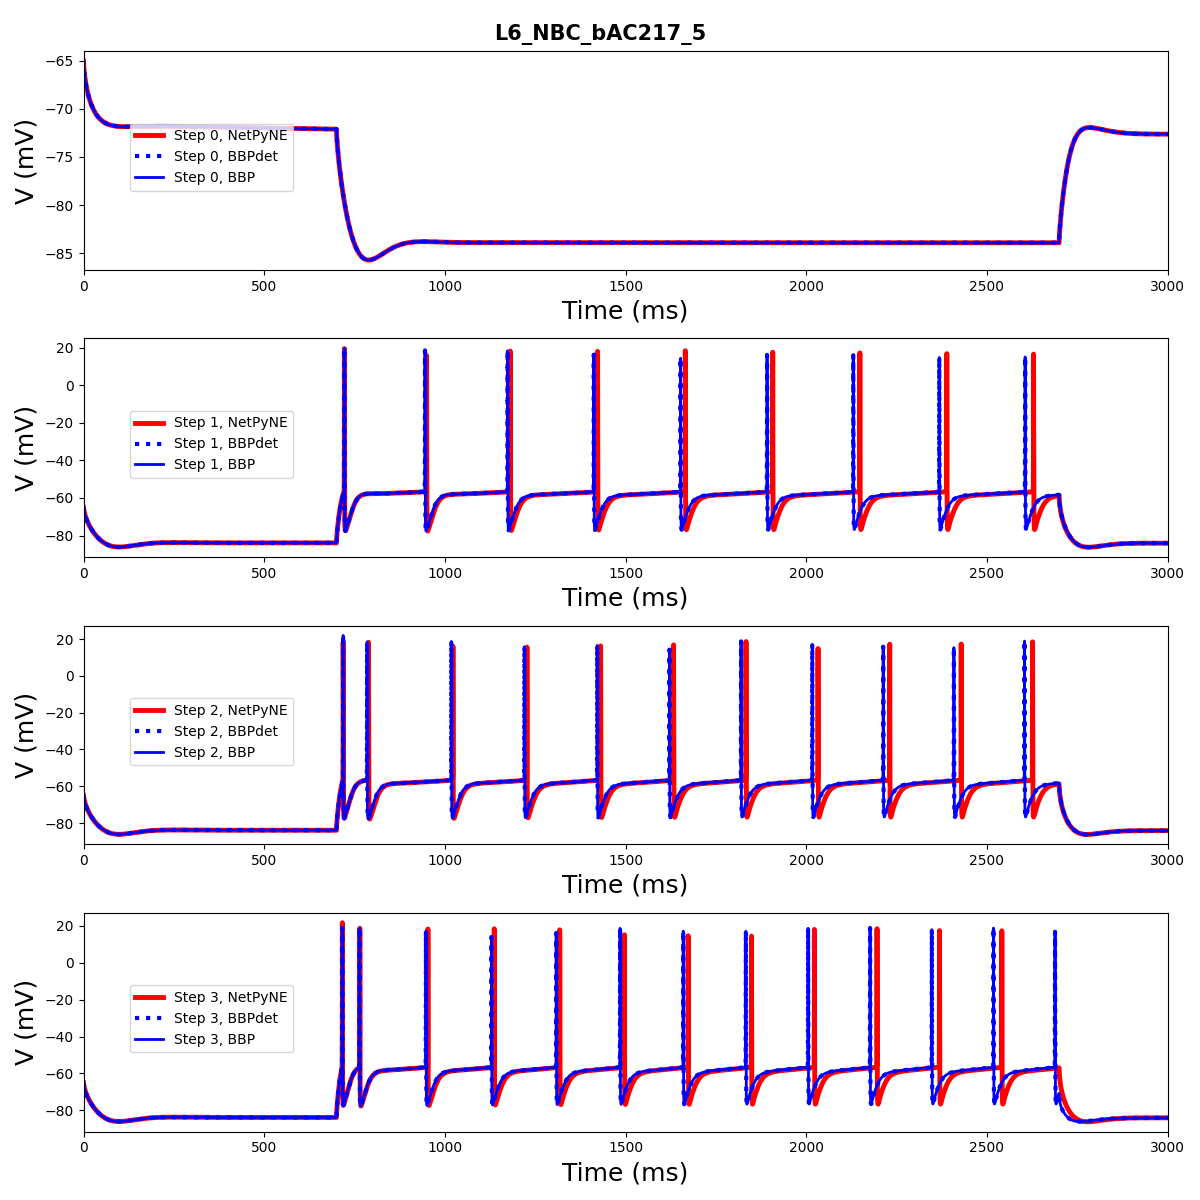 L6_NBC_bAC217_5
−65
−70
−75
−80
−85
V (mV)
Step 0, NetPyNE
Step 0, BBPdet
Step 0, BBP
0 500 1000 1500 2000 2500 3000
Time (ms)
20
0
−20
−40
−60
−80
V (mV)
Step 1, NetPyNE
Step 1, BBPdet
Step 1, BBP
0 500 1000 1500 2000 2500 3000
Time (ms)
20
0
−20
−40
−60
−80
V (mV)
Step 2, NetPyNE
Step 2, BBPdet
Step 2, BBP
0 500 1000 1500 2000 2500 3000
Time (ms)
20
0
−20
−40
−60
−80
V (mV)
Step 3, NetPyNE
Step 3, BBPdet
Step 3, BBP
0 500 1000 1500 2000 2500 3000
Time (ms)